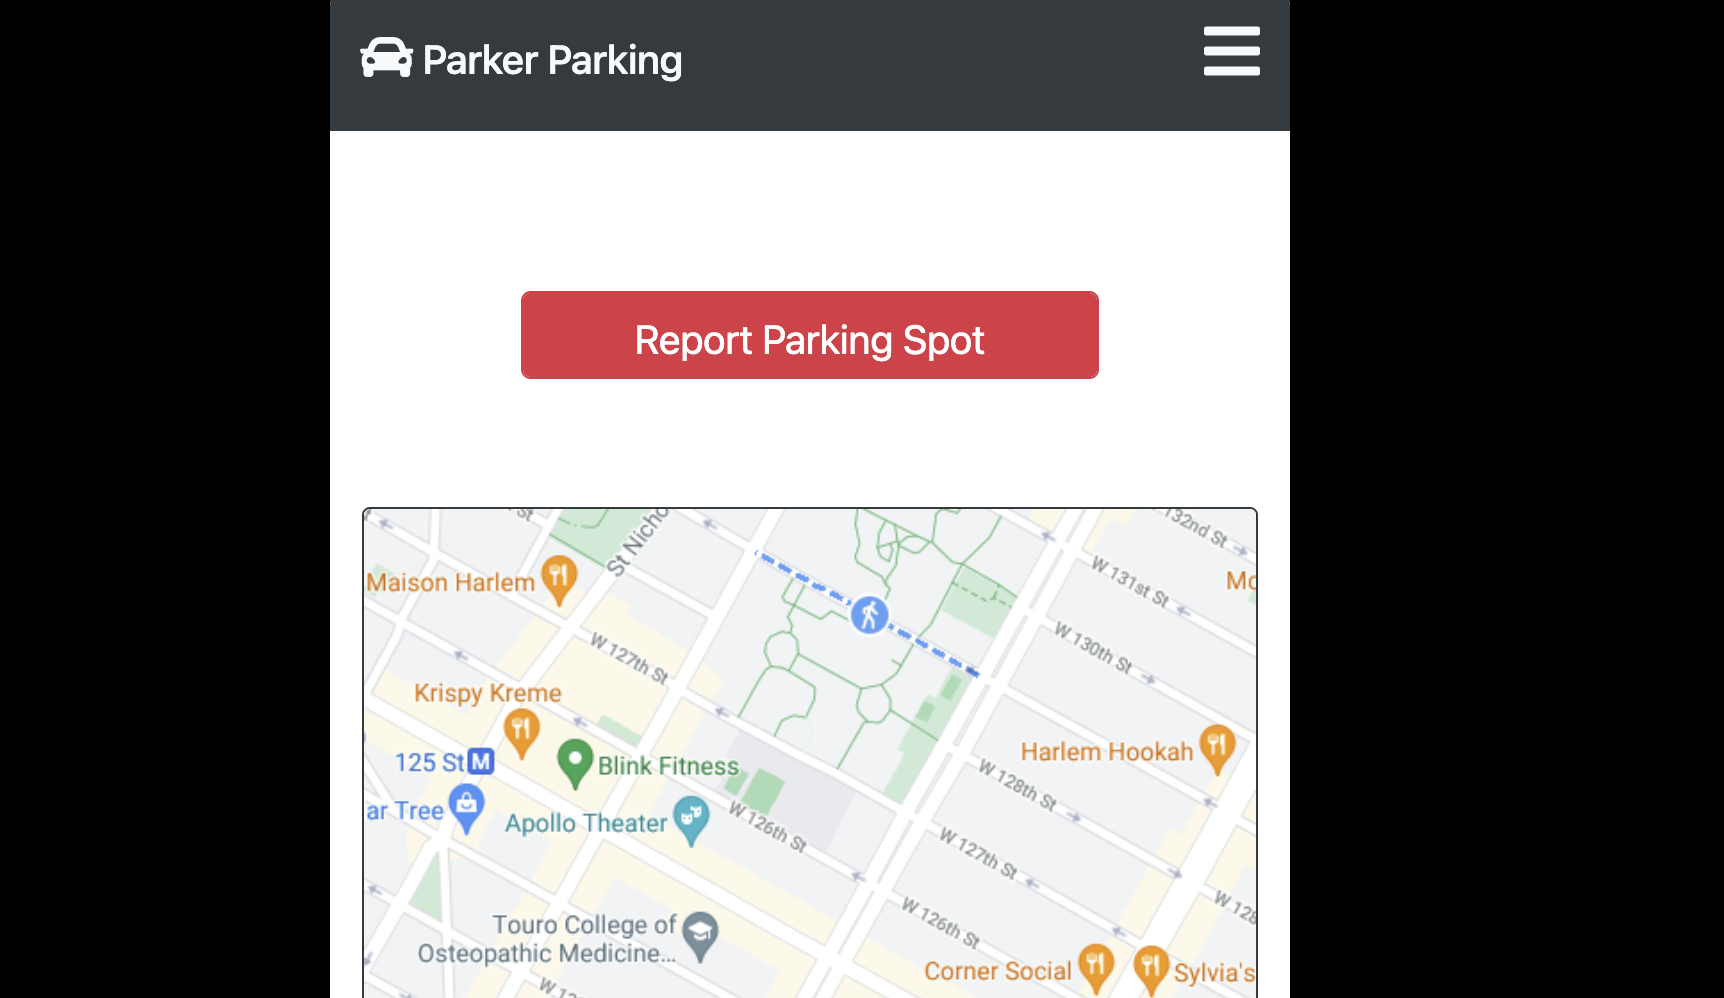 Parker Parking
Report Parking Spot
St
St Nicho
132nd St
W 131st St
Maison Harlem
Mo
W 130th St
W 127th St
Krispy Kreme
Harlem Hookah
125 St M
Blink Fitness
W 128th St
ar Tree
Apollo Theater
W 126th St
W 127th St
W 128
W 126th St
Touro College of
Osteopathic Medicine...
Corner Social
Sylvia's
W 12